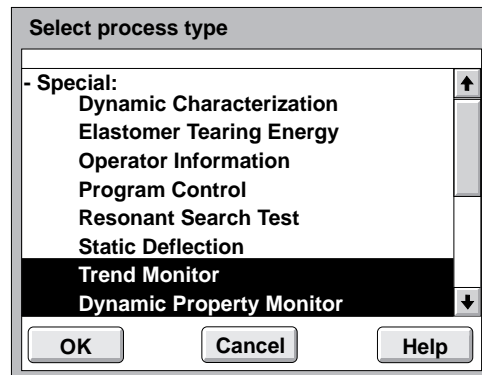 Select process type
- Special:
Dynamic Characterization
Elastomer Tearing Energy
Operator Information
Program Control
Resonant Search Test
Static Deflection
Trend Monitor
Dynamic Property Monitor
OK Cancel Help